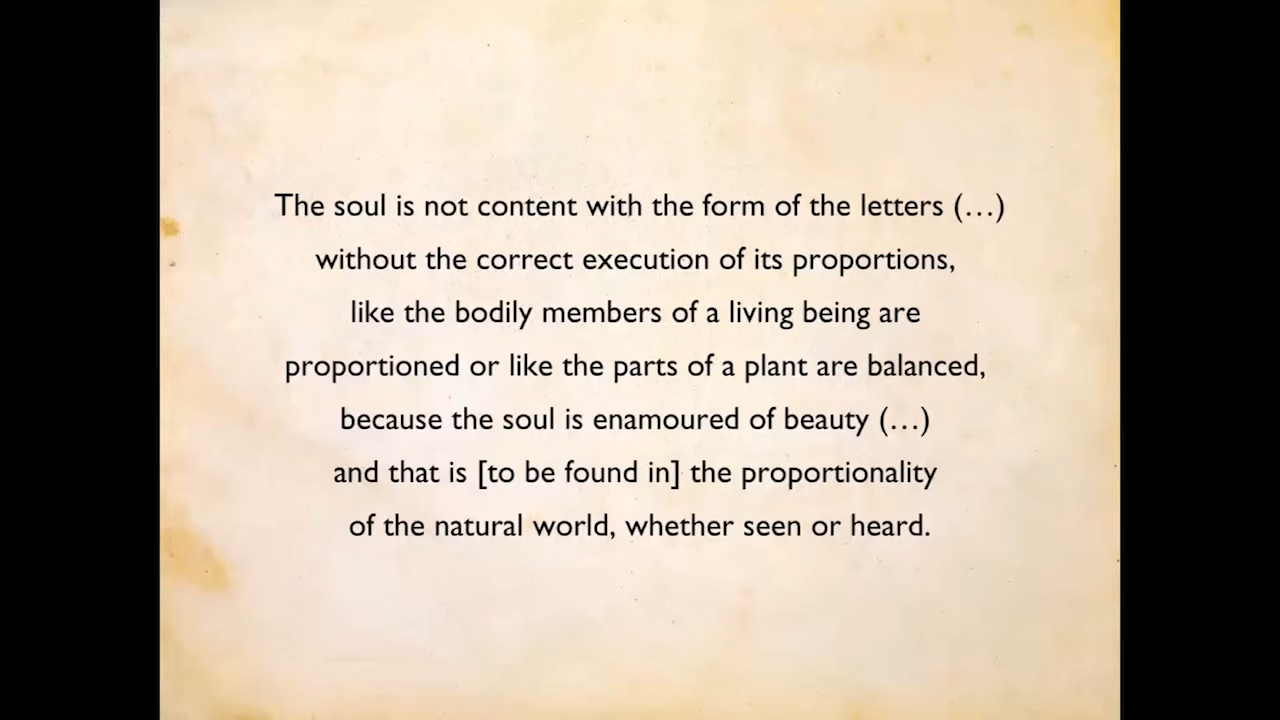 The soul is not content with the form of the letters (…)
without the correct execution of its proportions,
like the bodily members of a living being are
proportioned or like the parts of a plant are balanced,
because the soul is enamoured of beauty (…)
and that is [to be found in] the proportionality
of the natural world, whether seen or heard.